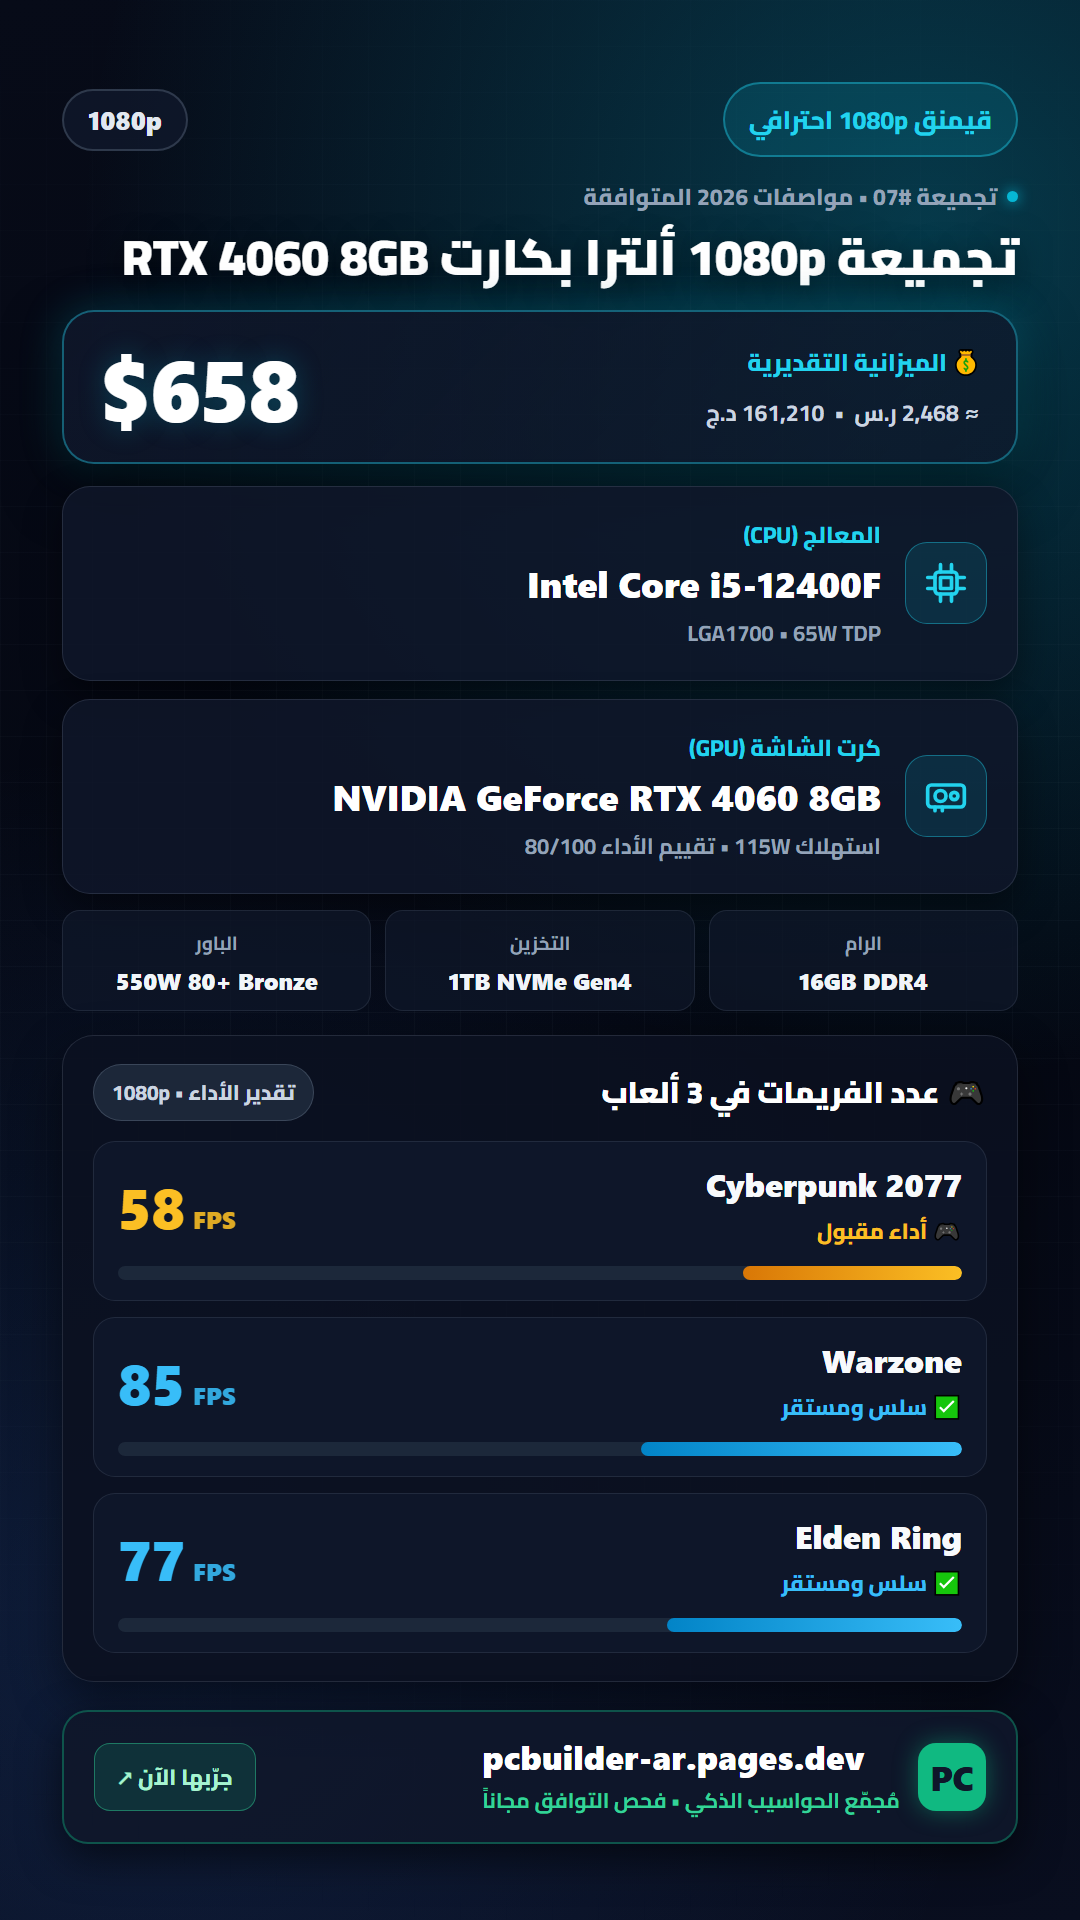 قيمنق 1080p احترافي
1080p
تجميعة #07 • مواصفات 2026 المتوافقة
تجميعة 1080p ألترا بكارت RTX 4060 8GB
💰 الميزانية التقديرية
≈ 2,468 ر.س • 161,210 د.ج
$658
المعالج (CPU)
Intel Core i5-12400F
LGA1700 • 65W TDP
كرت الشاشة (GPU)
NVIDIA GeForce RTX 4060 8GB
استهلاك 115W • تقييم الأداء 80/100
الرام
16GB DDR4
التخزين
1TB NVMe Gen4
الباور
550W 80+ Bronze
🎮 عدد الفريمات في 3 ألعاب
تقدير الأداء • 1080p
Cyberpunk 2077
🎮 أداء مقبول
58 FPS
Warzone
✅ سلس ومستقر
85 FPS
Elden Ring
✅ سلس ومستقر
77 FPS
PC
pcbuilder-ar.pages.dev
مُجمّع الحواسيب الذكي • فحص التوافق مجاناً
جرّبها الآن ↗